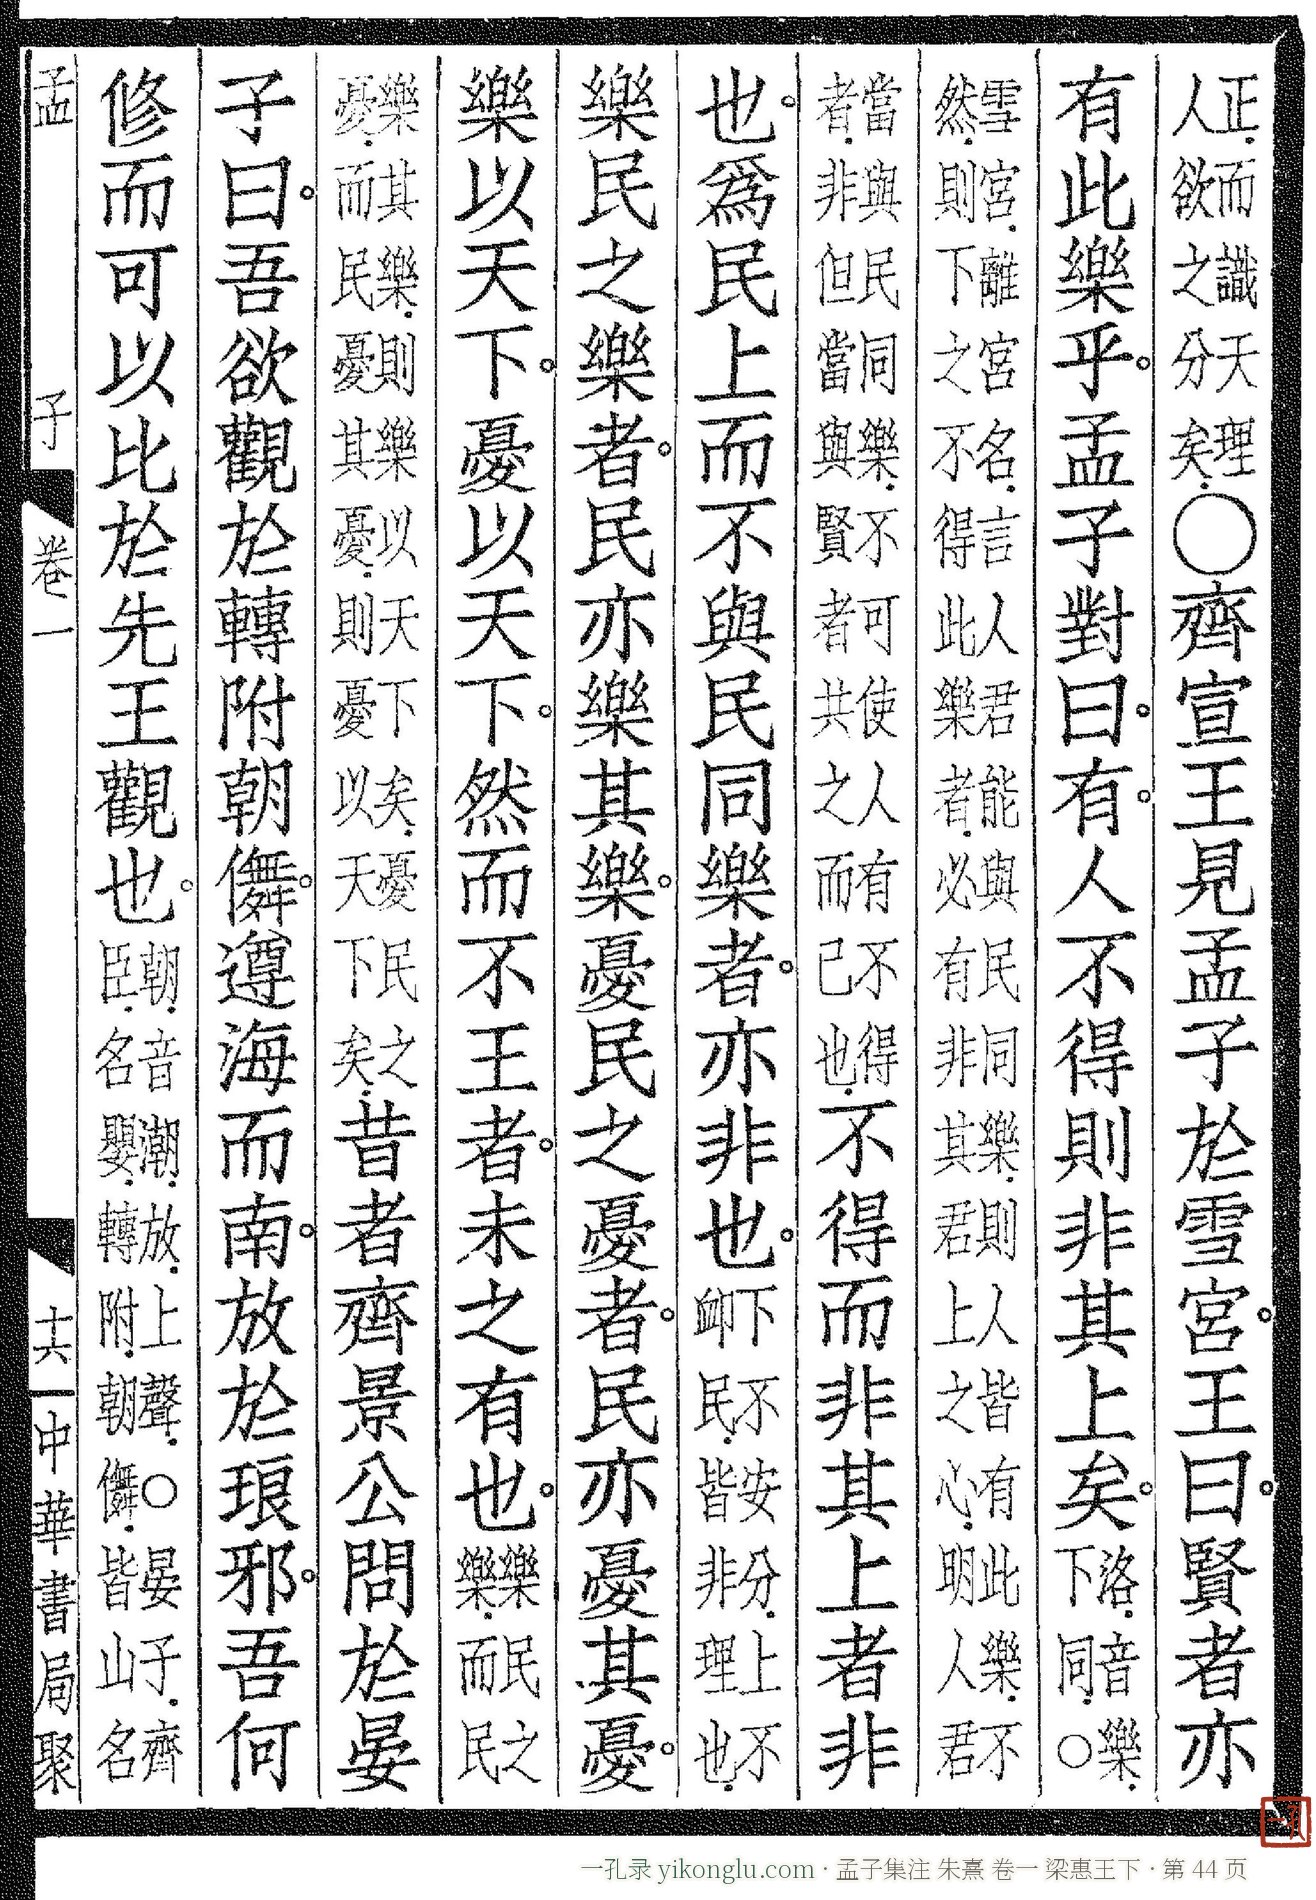 正.而識天理人欲之分矣.○齊宣王見孟子於雪宮。王曰。賢者亦
有此樂乎。孟子對曰。有。人不得則非其上矣。洛.音樂.下同.○
雪宮.離宮名.言人君能與民同樂.則人皆有此樂.不然.則下之不得此樂者.必有非其君上之心.明人君
當與民同樂.不可使人有不得者.非但當與賢者共之而已也.不得而非其上者非
也。爲民上而不與民同樂者。亦非也。下不安分.上不卹民.皆非理也.
樂民之樂者。民亦樂其樂。憂民之憂者。民亦憂其憂。
樂以天下。憂以天下。然而不王者。未之有也。樂民之樂.而民
樂其樂.則樂以天下矣.憂民之憂.而民憂其憂.則憂以天下矣.昔者齊景公問於晏
子曰。吾欲觀於轉附朝儛。遵海而南。放於琅邪。吾何
修而可以比於先王觀也。朝.音潮.放.上聲.○晏子.齊臣.名嬰.轉附.朝儛.皆山名
孟子 卷一 十六 中華書局聚
一孔录 yikonglu.com · 孟子集注 朱熹 卷一 梁惠王下 · 第 44 页